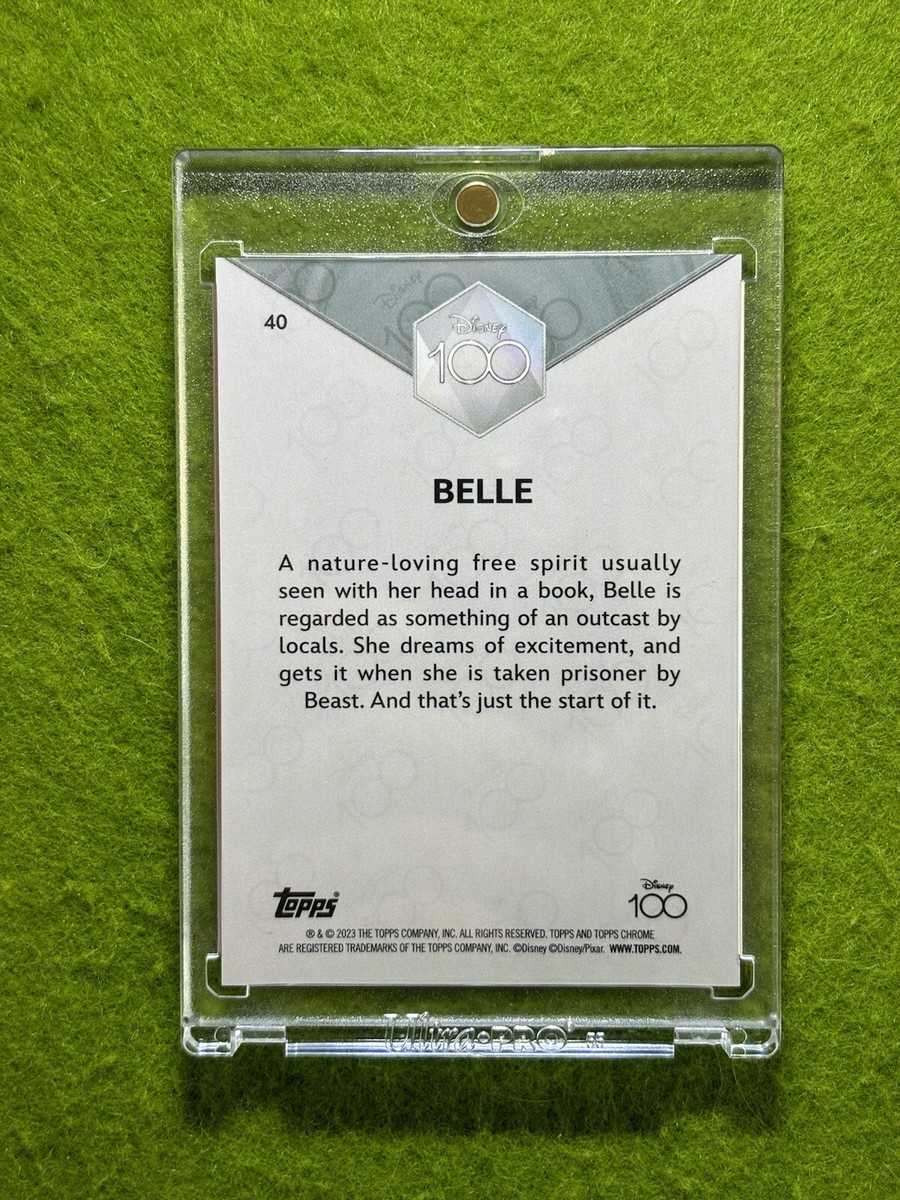 40
Disney
100
BELLE
A nature-loving free spirit usually
seen with her head in a book, Belle is
regarded as something of an outcast by
locals. She dreams of excitement, and
gets it when she is taken prisoner by
Beast. And that's just the start of it.
topps®
Disney
100
® & © 2023 THE TOPPS COMPANY, INC. ALL RIGHTS RESERVED. TOPPS AND TOPPS CHROME
ARE REGISTERED TRADEMARKS OF THE TOPPS COMPANY, INC. ©Disney ©Disney/Pixar. WWW.TOPPS.COM.
Ultra•PRO